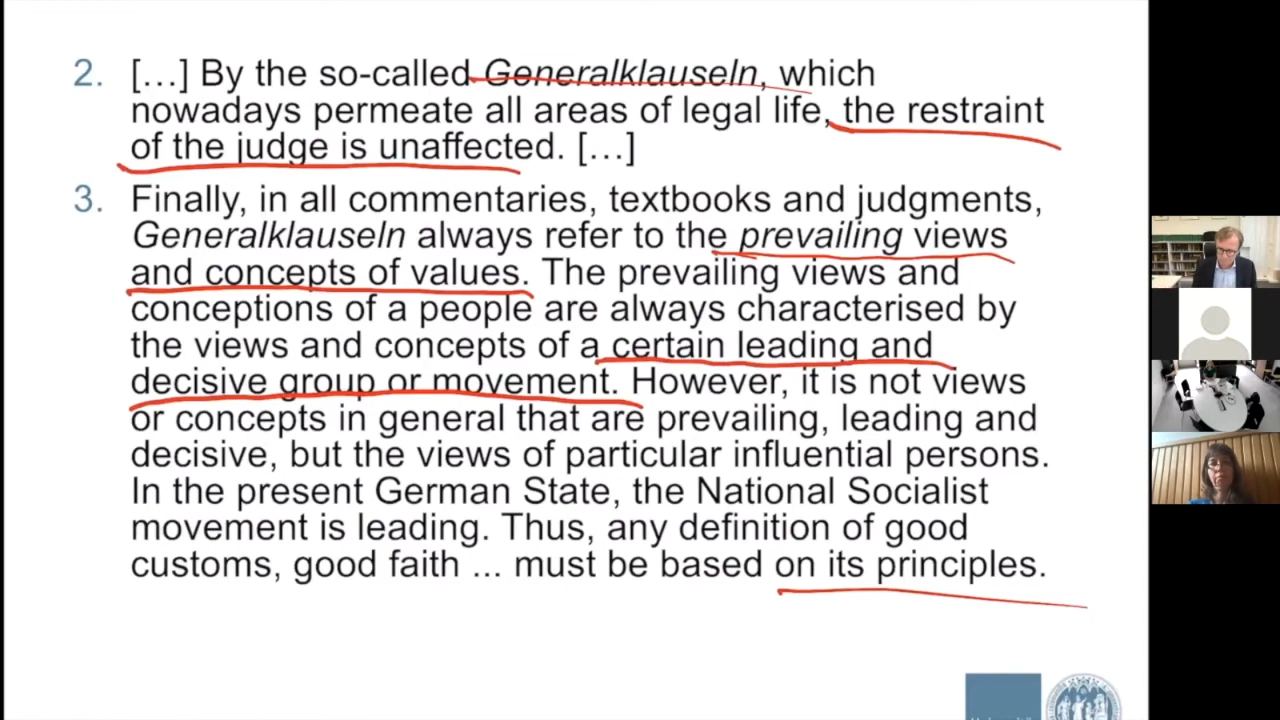 2. […] By the so-called Generalklauseln, which
nowadays permeate all areas of legal life, the restraint
of the judge is unaffected. […]
3. Finally, in all commentaries, textbooks and judgments,
Generalklauseln always refer to the prevailing views
and concepts of values. The prevailing views and
conceptions of a people are always characterised by
the views and concepts of a certain leading and
decisive group or movement. However, it is not views
or concepts in general that are prevailing, leading and
decisive, but the views of particular influential persons.
In the present German State, the National Socialist
movement is leading. Thus, any definition of good
customs, good faith ... must be based on its principles.